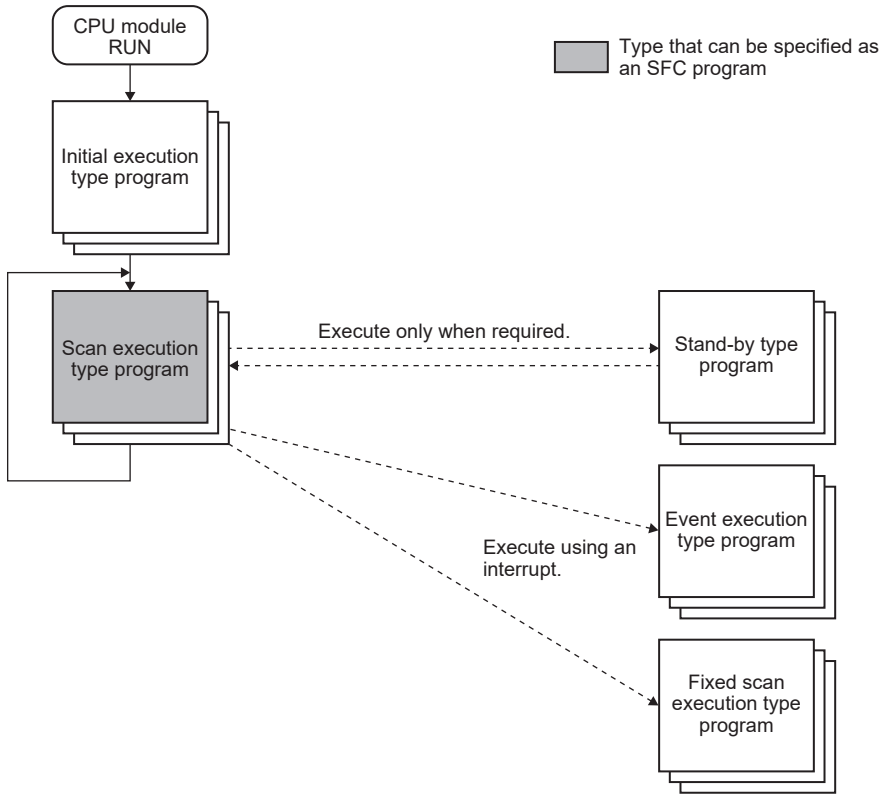 CPU module
RUN
Type that can be specified as
an SFC program
Initial execution
type program
Scan execution
type program
Execute only when required.
Stand-by type
program
Event execution
type program
Execute using an
interrupt.
Fixed scan
execution type
program